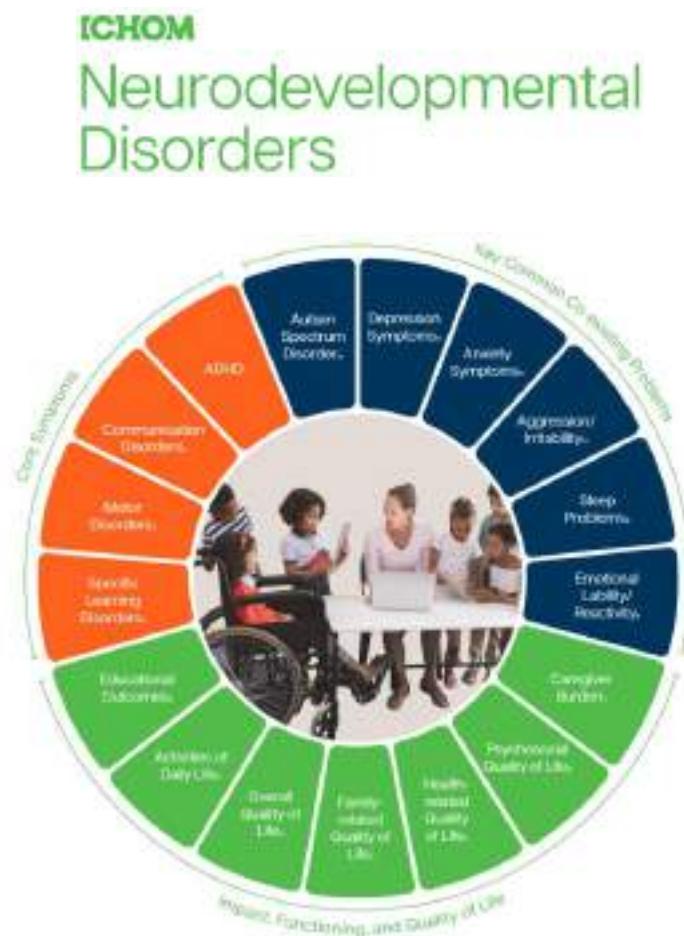 ICHOM
Neurodevelopmental
Disorders
Key Common Co-existing Problems
Core Symptoms
Autism
Spectrum
Disorder
Depression
Symptoms
Anxiety
Symptoms
Aggression/
Irritability
Sleep
Problems
Emotional
Lability/
Reactivity
ADHD
Communication
Disorders
Motor
Disorders
Specific
Learning
Disorders
Educational
Outcomes
Activities of
Daily Life
Overall
Quality of
Life
Family-
related
Quality of
Life
Health-
related
Quality
of Life
Psychosocial
Quality of Life
Caregiver
Burden
Impact, Functioning, and Quality of Life